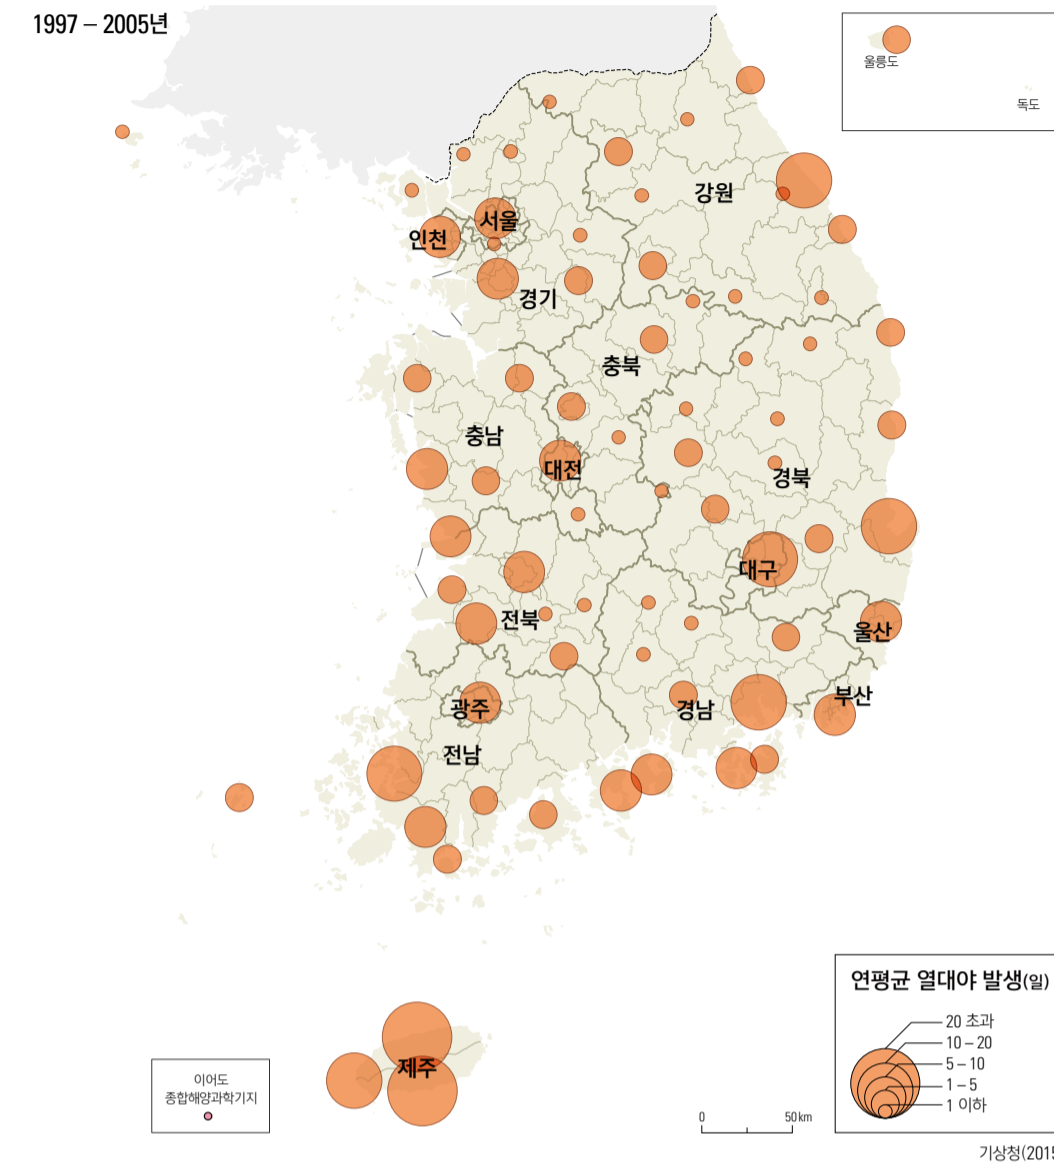 1997 – 2005년
울릉도
독도
강원
서울
인천
경기
충북
충남
대전
경북
대구
전북
울산
부산
광주
경남
전남
제주
이어도
종합해양과학기지
0 50 km
연평균 열대야 발생(일)
20 초과
10 – 20
5 – 10
1 – 5
1 이하
기상청(2015